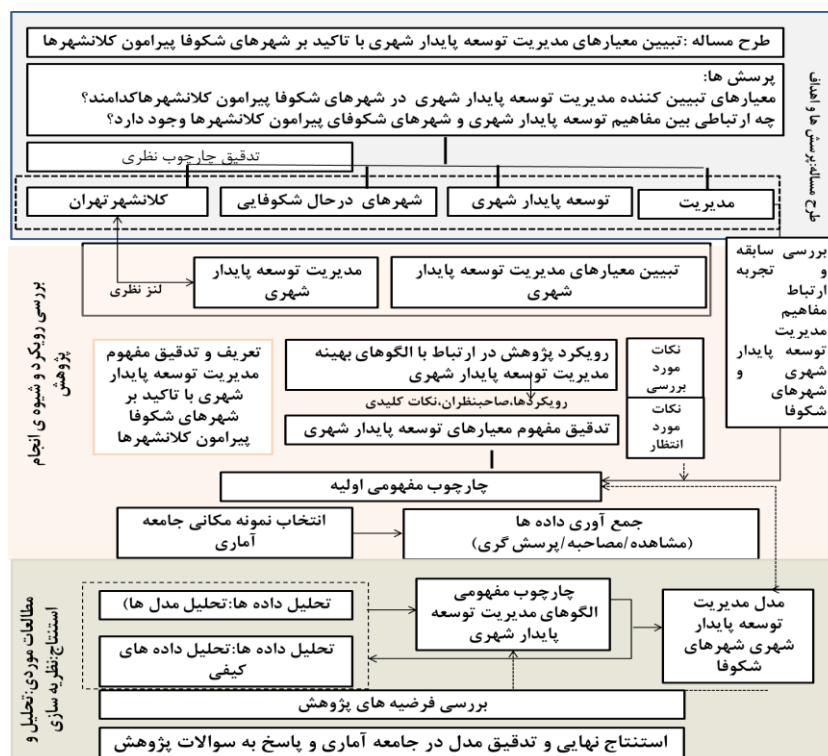 طرح مساله :تبیین معیارهای مدیریت توسعه پایدار شهری با تاکید بر شهرهای شکوفا پیرامون کلانشهرها
پرسش ها:
معیارهای تبیین کننده مدیریت توسعه پایدار شهری در شهرهای شکوفا پیرامون کلانشهرهاکدامند؟
چه ارتباطی بین مفاهیم توسعه پایدار شهری و شهرهای شکوفای پیرامون کلانشهرها وجود دارد؟
طرح مساله:پرسش ها و اهداف
تدقیق چارچوب نظری
مدیریت
توسعه پایدار شهری
شهرهای درحال شکوفایی
کلانشهرتهران
بررسی سابقه
و
تجربه
ارتباط
مفاهیم
مدیریت
توسعه پایدار
شهری و
شهرهای
شکوفا
تبیین معیارهای مدیریت توسعه پایدار
شهری
مدیریت توسعه پایدار
شهری
لنز نظری
بررسی رویکرد و شیوه ی انجام
پژوهش
نکات
مورد
بررسی
نکات
مورد
انتظار
رویکرد پژوهش در ارتباط با الگوهای بهینه
مدیریت توسعه پایدار شهری
رویکردها،صاحبنظران،نکات کلیدی
تدقیق مفهوم معیارهای توسعه پایدار شهری
تعریف و تدقیق مفهوم
مدیریت توسعه پایدار
شهری با تاکید بر
شهرهای شکوفا
پیرامون کلانشهرها
چارچوب مفهومی اولیه
جمع آوری داده ها
(مشاهده/مصاحبه/پرسش گری)
انتخاب نمونه مکانی جامعه
آماری
مطالعات موردی:تحلیل و
استنتاج:نظریه سازی
مدل مدیریت
توسعه پایدار
شهری شهرهای
شکوفا
چارچوب مفهومی
الگوهای مدیریت توسعه
پایدار شهری
تحلیل داده ها:تحلیل مدل ها)
تحلیل داده ها:تحلیل داده های
کیفی
بررسی فرضیه های پژوهش
استنتاج نهایی و تدقیق مدل در جامعه آماری و پاسخ به سوالات پژوهش